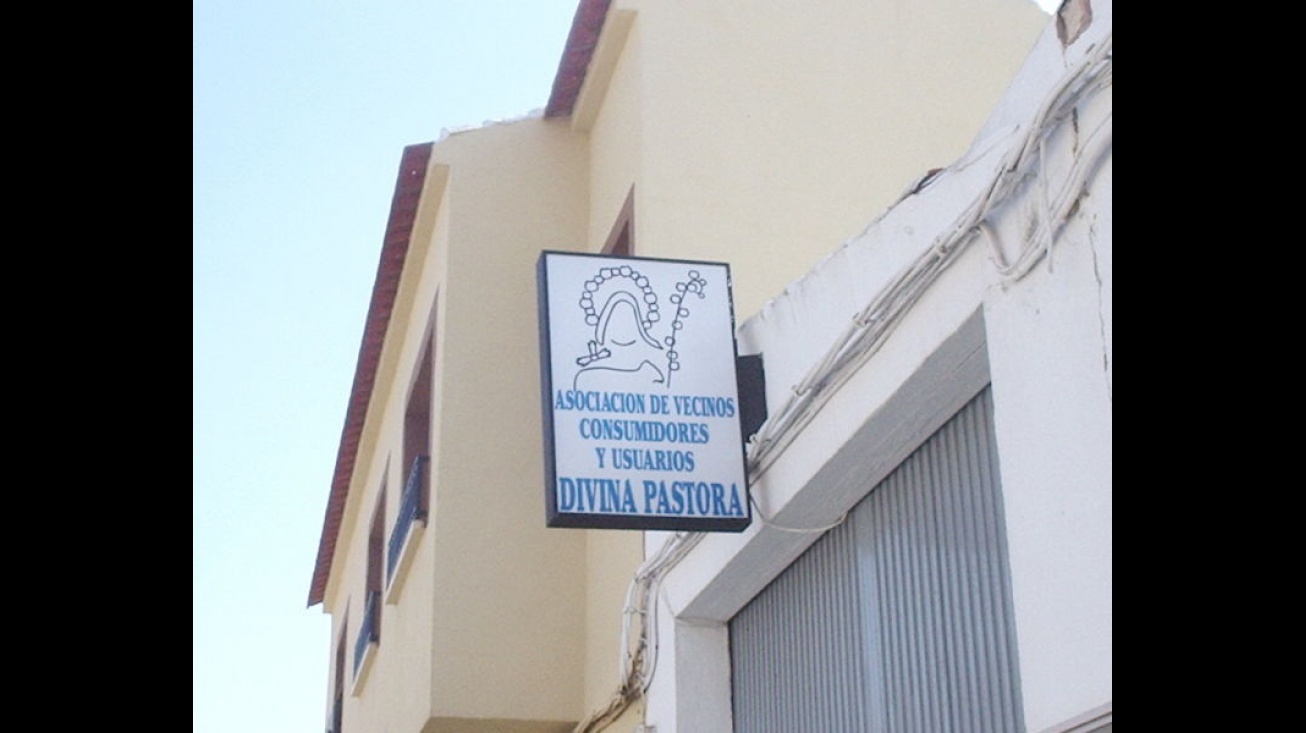 ASOCIACION DE VECINOS
CONSUMIDORES
Y USUARIOS
DIVINA PASTORA